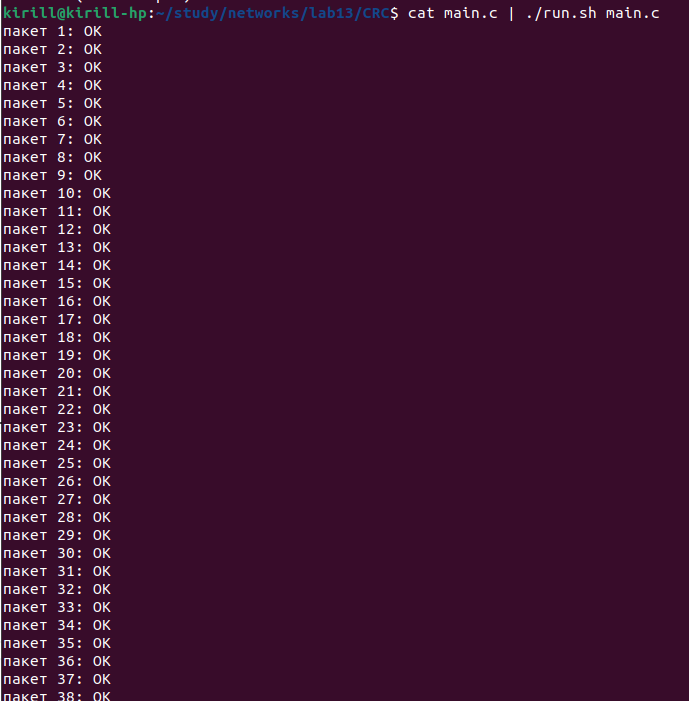 kirill@kirill-hp:~/study/networks/lab13/CRC$ cat main.c | ./run.sh main.c
пакет 1: OK
пакет 2: OK
пакет 3: OK
пакет 4: OK
пакет 5: OK
пакет 6: OK
пакет 7: OK
пакет 8: OK
пакет 9: OK
пакет 10: OK
пакет 11: OK
пакет 12: OK
пакет 13: OK
пакет 14: OK
пакет 15: OK
пакет 16: OK
пакет 17: OK
пакет 18: OK
пакет 19: OK
пакет 20: OK
пакет 21: OK
пакет 22: OK
пакет 23: OK
пакет 24: OK
пакет 25: OK
пакет 26: OK
пакет 27: OK
пакет 28: OK
пакет 29: OK
пакет 30: OK
пакет 31: OK
пакет 32: OK
пакет 33: OK
пакет 34: OK
пакет 35: OK
пакет 36: OK
пакет 37: OK
пакет 38: OK